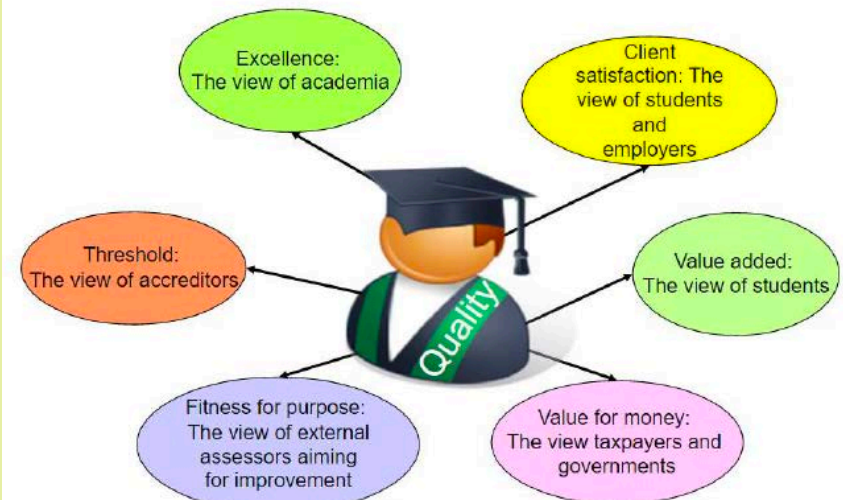 Excellence:
The view of academia
Client
satisfaction: The
view of students
and
employers
Threshold:
The view of accreditors
Value added:
The view of students
Quality
Fitness for purpose:
The view of external
assessors aiming
for improvement
Value for money:
The view taxpayers and
governments